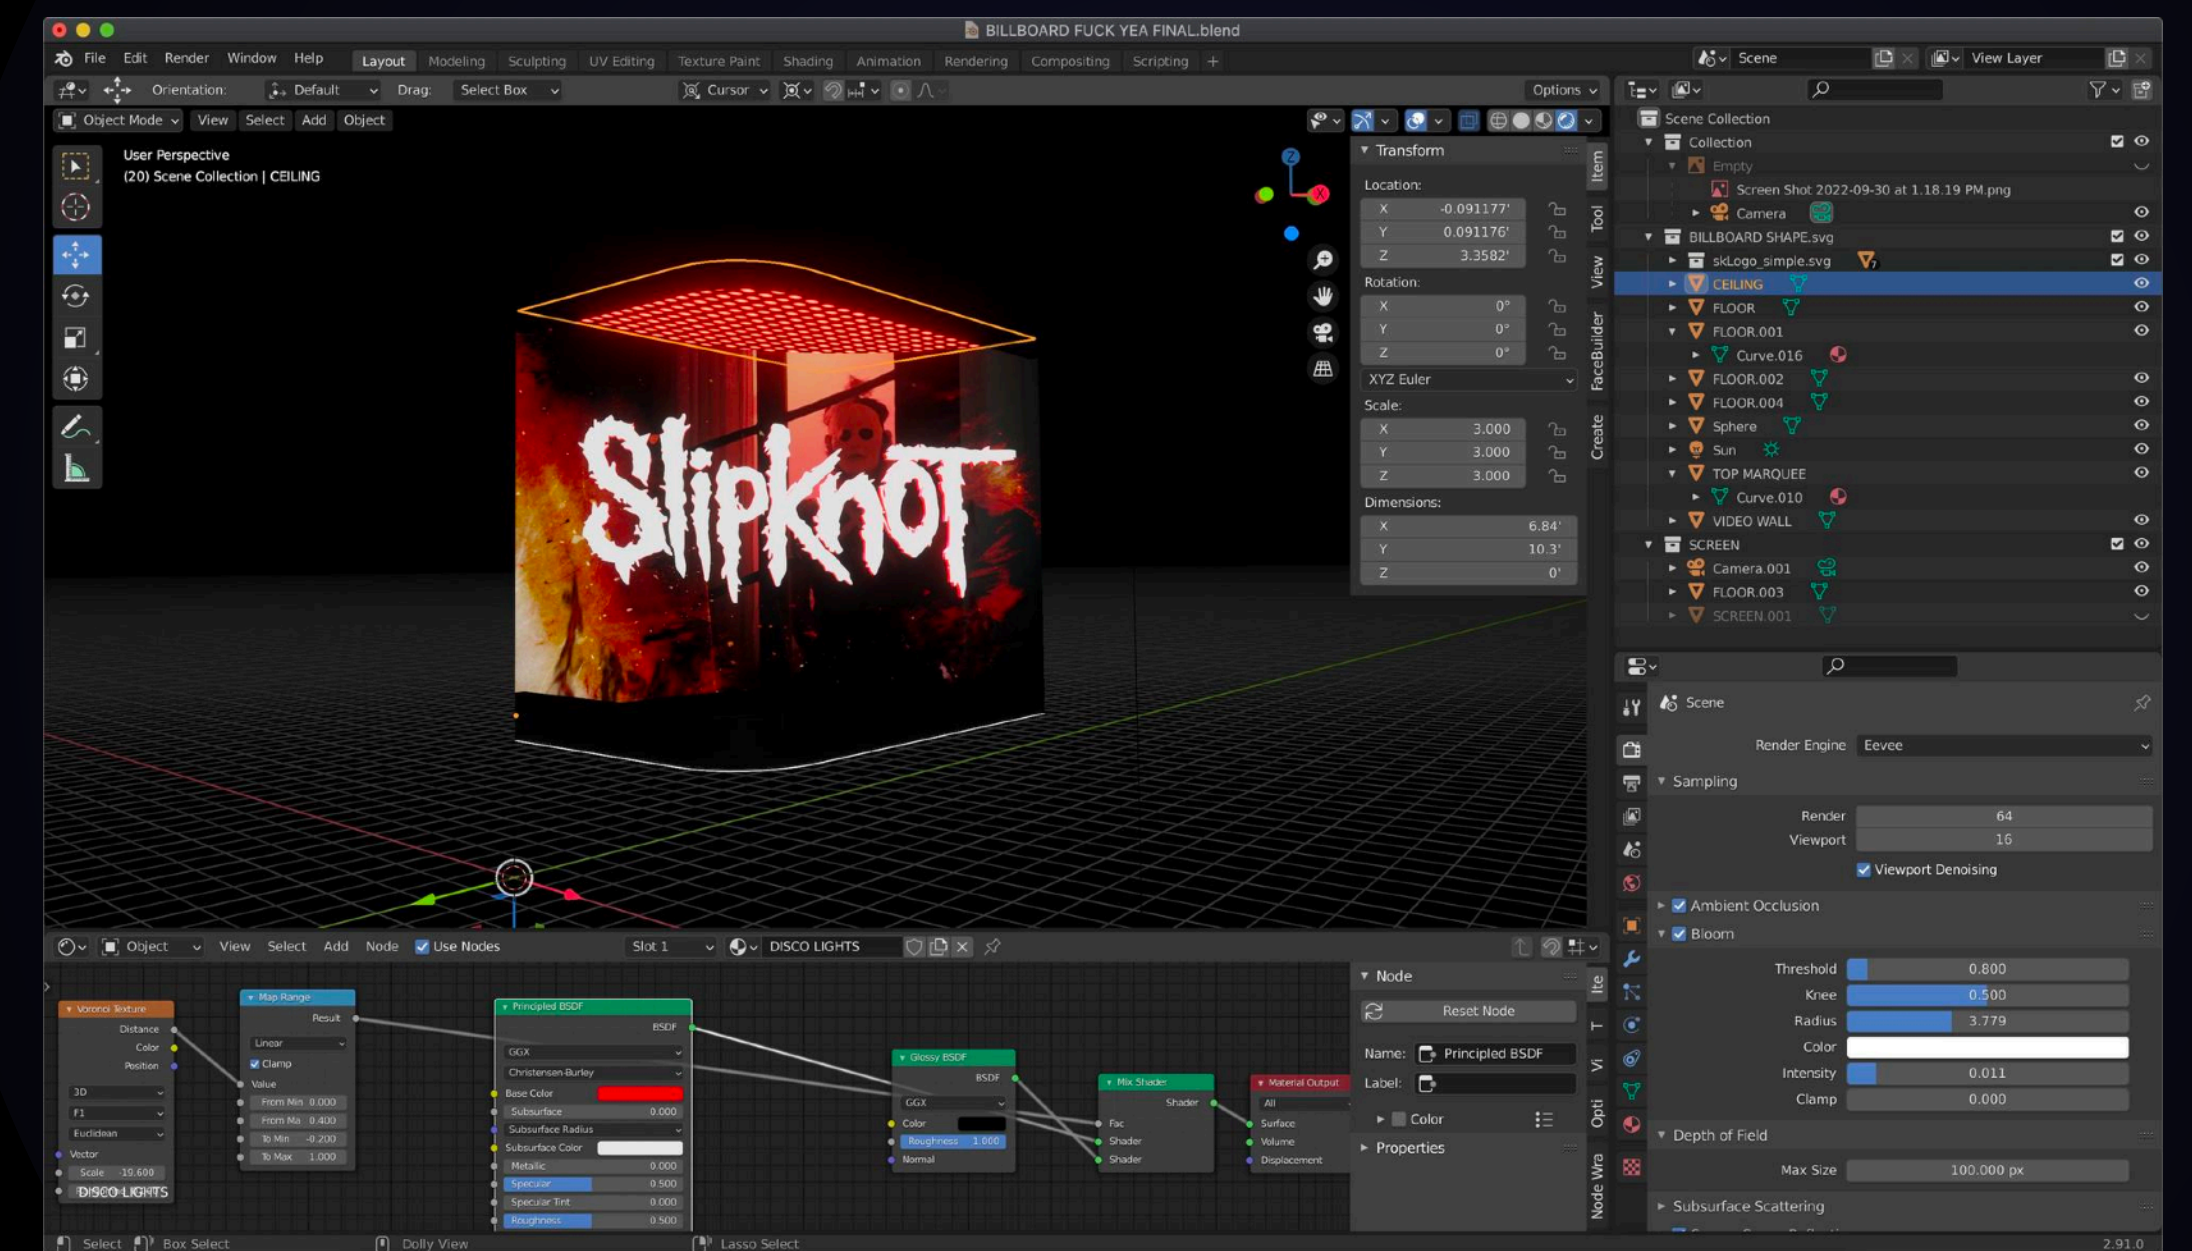 BILLBOARD FUCK YEA FINAL.blend
File Edit Render Window Help Layout Modeling Sculpting UV Editing Texture Paint Shading Animation Rendering Compositing Scripting + Scene View Layer
Orientation: Default Drag: Select Box Cursor Options
Object Mode View Select Add Object
User Perspective
(20) Scene Collection | CEILING
Z
X
Slipknot
Transform
Location:
X -0.091177'
Y 0.091176'
Z 3.3582'
Rotation:
X 0°
Y 0°
Z 0°
XYZ Euler
Scale:
X 3.000
Y 3.000
Z 3.000
Dimensions:
X 6.84'
Y 10.3'
Z 0'
Item
Tool
View
FaceBuilder
Create
Scene Collection
Collection
Empty
Screen Shot 2022-09-30 at 1.18.19 PM.png
Camera
BILLBOARD SHAPE.svg
skLogo_simple.svg 7
CEILING
FLOOR
FLOOR.001
Curve.016
FLOOR.002
FLOOR.004
Sphere
Sun
TOP MARQUEE
Curve.010
VIDEO WALL
SCREEN
Camera.001
FLOOR.003
SCREEN.001
Scene
Render Engine Eevee
Sampling
Render 64
Viewport 16
Viewport Denoising
Ambient Occlusion
Bloom
Threshold 0.800
Knee 0.500
Radius 3.779
Color
Intensity 0.011
Clamp 0.000
Depth of Field
Max Size 100.000 px
Subsurface Scattering
Object View Select Add Node Use Nodes Slot 1 DISCO LIGHTS
Voronoi Texture
Distance
Color
Position
3D
F1
Euclidean
Vector
Scale -19.600
DISCO LIGHTS
Map Range
Result
Linear
Clamp
Value
From Min 0.000
From Ma 0.400
To Min -0.200
To Max 1.000
Principled BSDF
BSDF
GGX
Christensen-Burley
Base Color
Subsurface 0.000
Subsurface Radius
Subsurface Color
Metallic 0.000
Specular 0.500
Specular Tint 0.000
Roughness 0.500
Glossy BSDF
BSDF
GGX
Color
Roughness 1.000
Normal
Mix Shader
Shader
Fac
Shader
Shader
Material Output
All
Surface
Volume
Displacement
Node
Reset Node
Name: Principled BSDF
Label:
Color
Properties
Ite
T
Vi
Opti
Node Wra
Select Box Select Dolly View Lasso Select 2.91.0